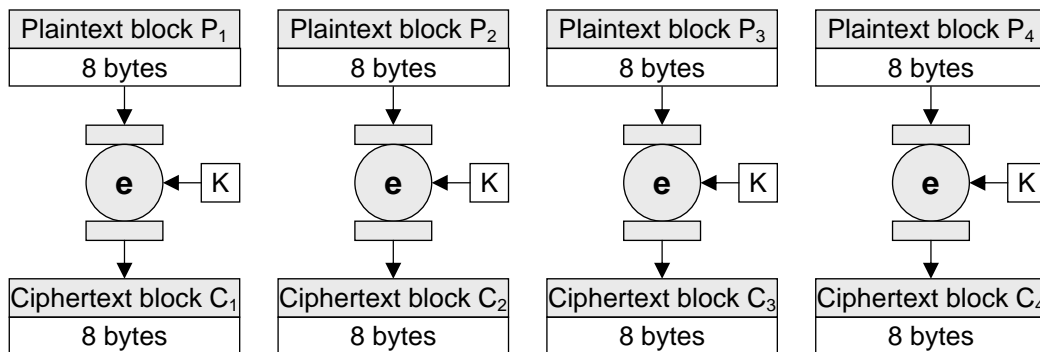 Plaintext block P₁ Plaintext block P₂ Plaintext block P₃ Plaintext block P₄
8 bytes 8 bytes 8 bytes 8 bytes
e K e K e K e K
Ciphertext block C₁ Ciphertext block C₂ Ciphertext block C₃ Ciphertext block C₄
8 bytes 8 bytes 8 bytes 8 bytes